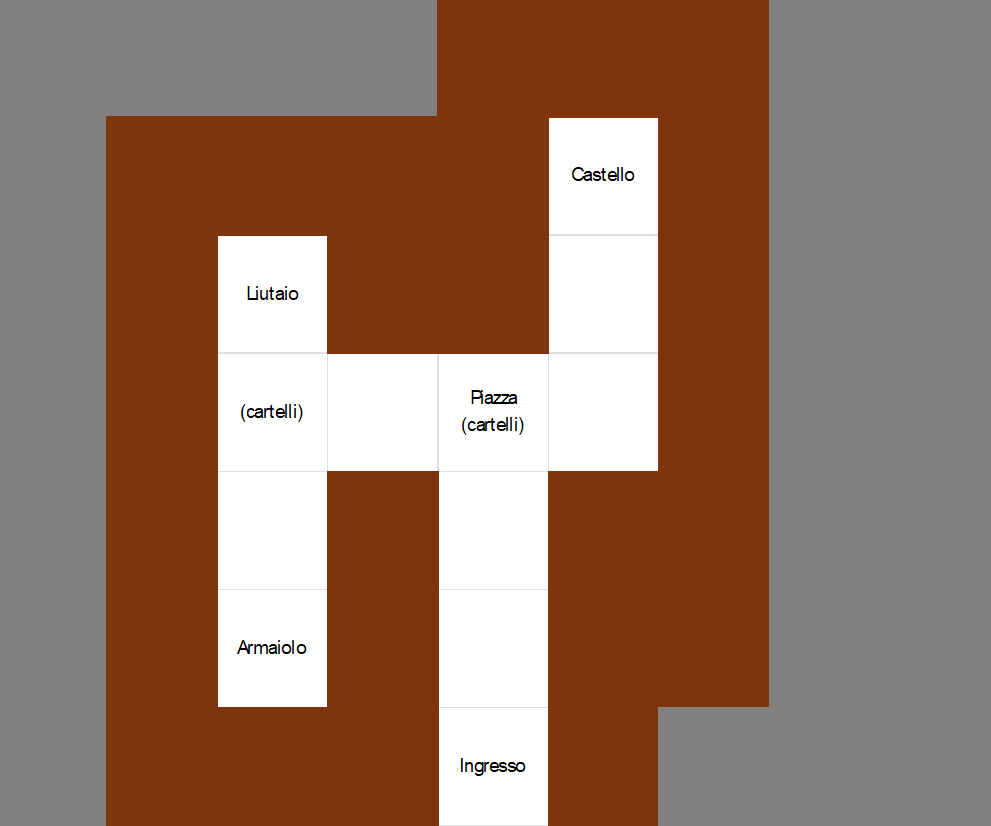 Castello
Liutaio
(cartelli)
Piazza
(cartelli)
Armaiolo
Ingresso